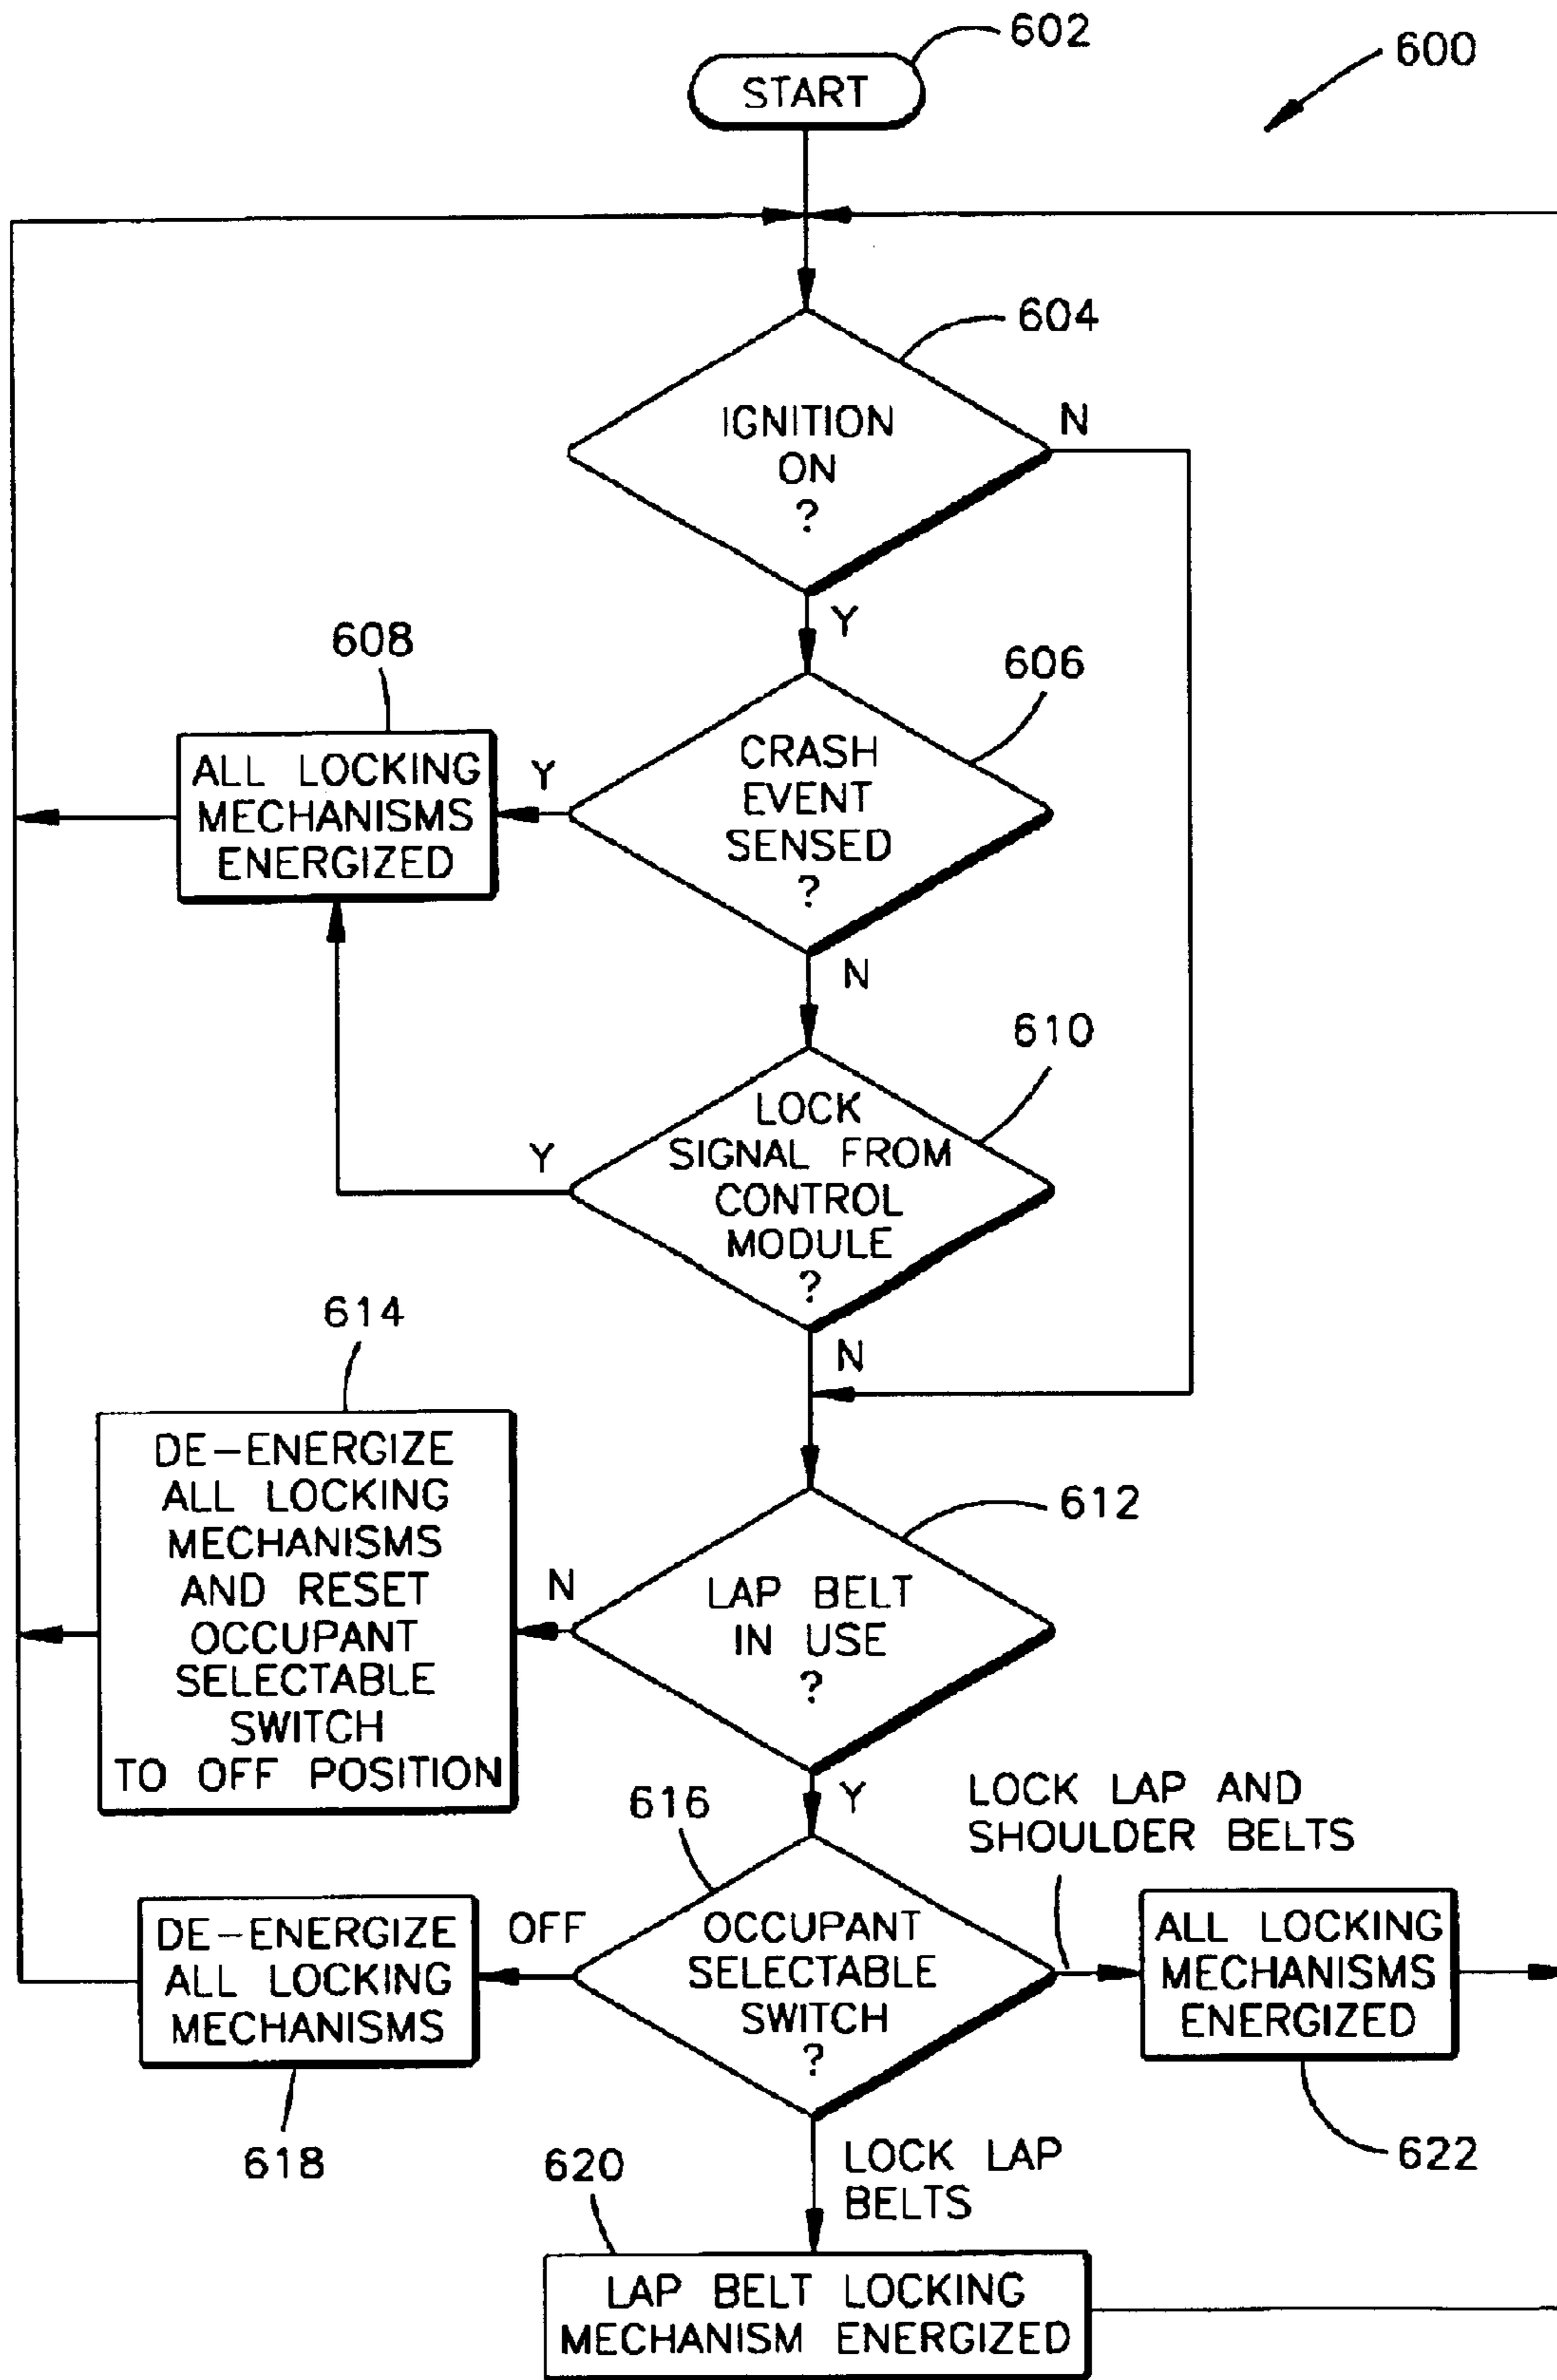 602
START
600
604
IGNITION
ON
?
N
Y
608
606
ALL LOCKING
MECHANISMS
ENERGIZED
Y
CRASH
EVENT
SENSED
?
N
610
LOCK
SIGNAL FROM
CONTROL
MODULE
?
Y
N
614
DE-ENERGIZE
ALL LOCKING
MECHANISMS
AND RESET
OCCUPANT
SELECTABLE
SWITCH
TO OFF POSITION
612
N
LAP BELT
IN USE
?
Y
616
LOCK LAP AND
SHOULDER BELTS
DE-ENERGIZE
ALL LOCKING
MECHANISMS
OFF
OCCUPANT
SELECTABLE
SWITCH
?
ALL LOCKING
MECHANISMS
ENERGIZED
618
620
LOCK LAP
BELTS
622
LAP BELT LOCKING
MECHANISM ENERGIZED